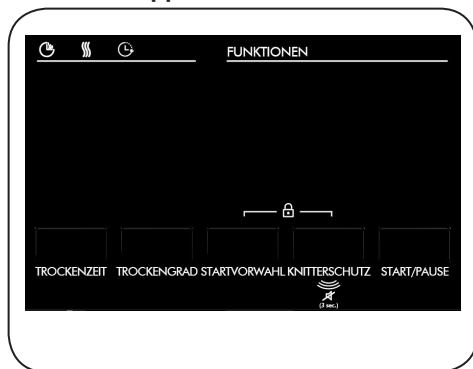 FUNKTIONEN
TROCKENZEIT TROCKENGRAD STARTVORWAHL KNITTERSCHUTZ START/PAUSE
(3 sec.)